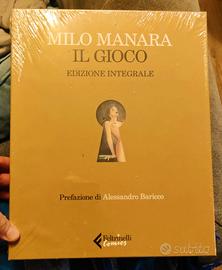 MILO MANARA
IL GIOCO
EDIZIONE INTEGRALE
Prefazione di Alessandro Baricco
Feltrinelli
Comics
subito